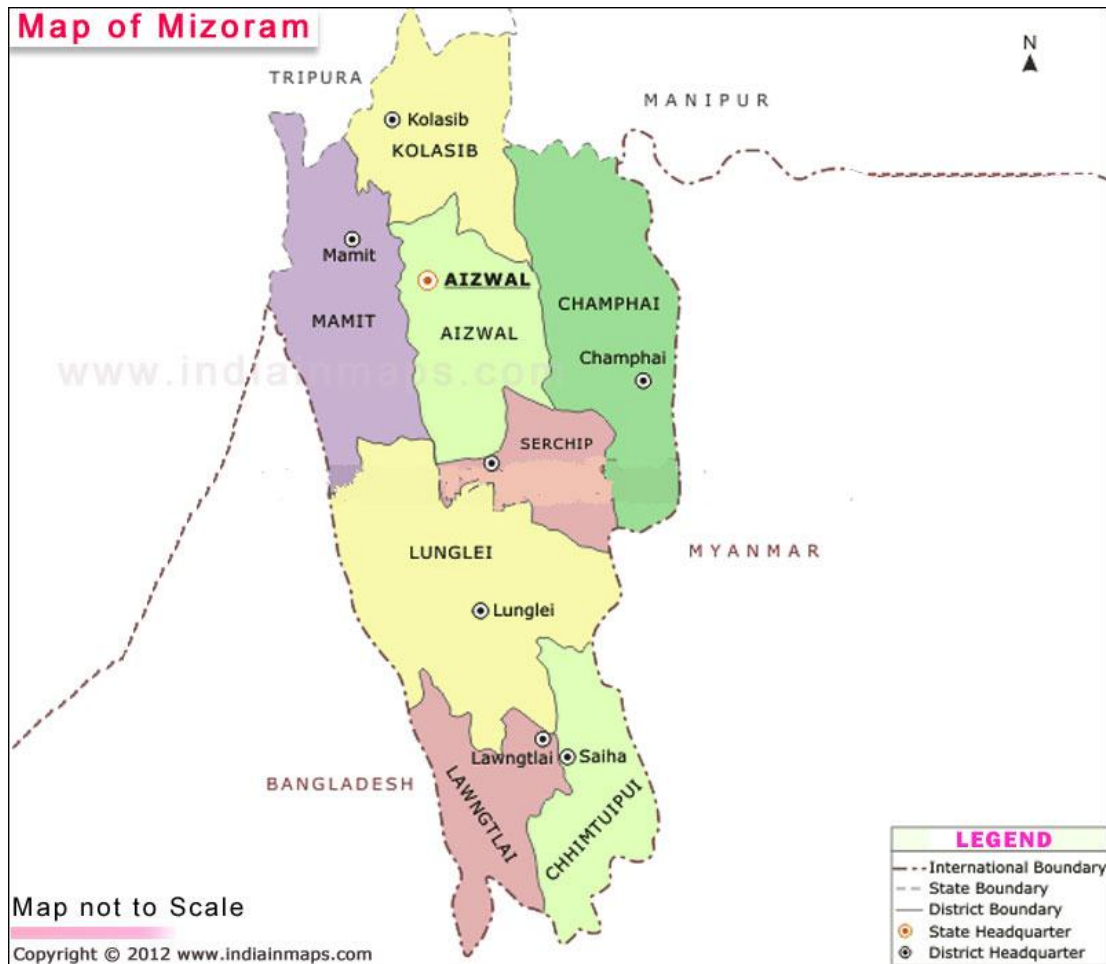 Map of Mizoram
N
TRIPURA
MANIPUR
Kolasib
KOLASIB
Mamit
AIZWAL
CHAMPHAI
MAMIT
AIZWAL
Champhai
www.indiainmaps.com
SERCHIP
LUNGLEI
MYANMAR
Lunglei
Lawngtlai
Saiha
BANGLADESH
LAWNGTLAI
CHHIMTUIPUI
LEGEND
International Boundary
State Boundary
District Boundary
State Headquarter
District Headquarter
Map not to Scale
Copyright © 2012 www.indiainmaps.com